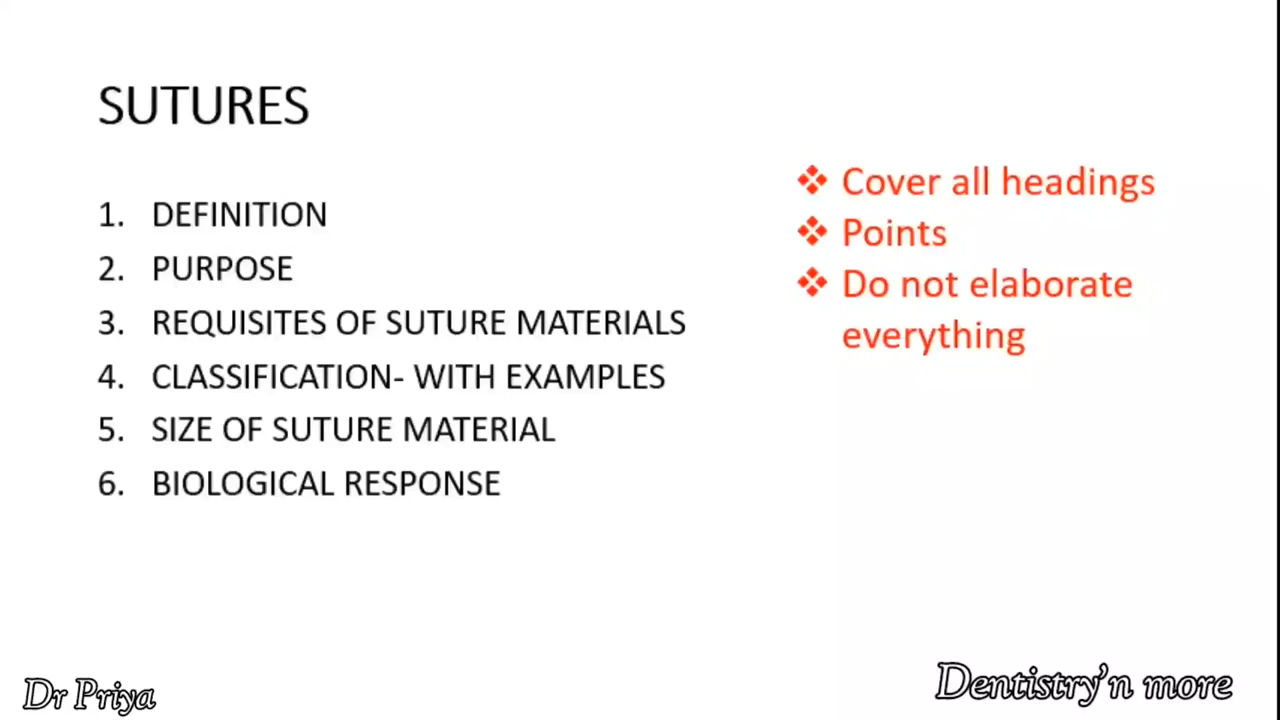 SUTURES
1. DEFINITION
2. PURPOSE
3. REQUISITES OF SUTURE MATERIALS
4. CLASSIFICATION- WITH EXAMPLES
5. SIZE OF SUTURE MATERIAL
6. BIOLOGICAL RESPONSE
❖ Cover all headings
❖ Points
❖ Do not elaborate
everything
Dr Priya
Dentistry'n more